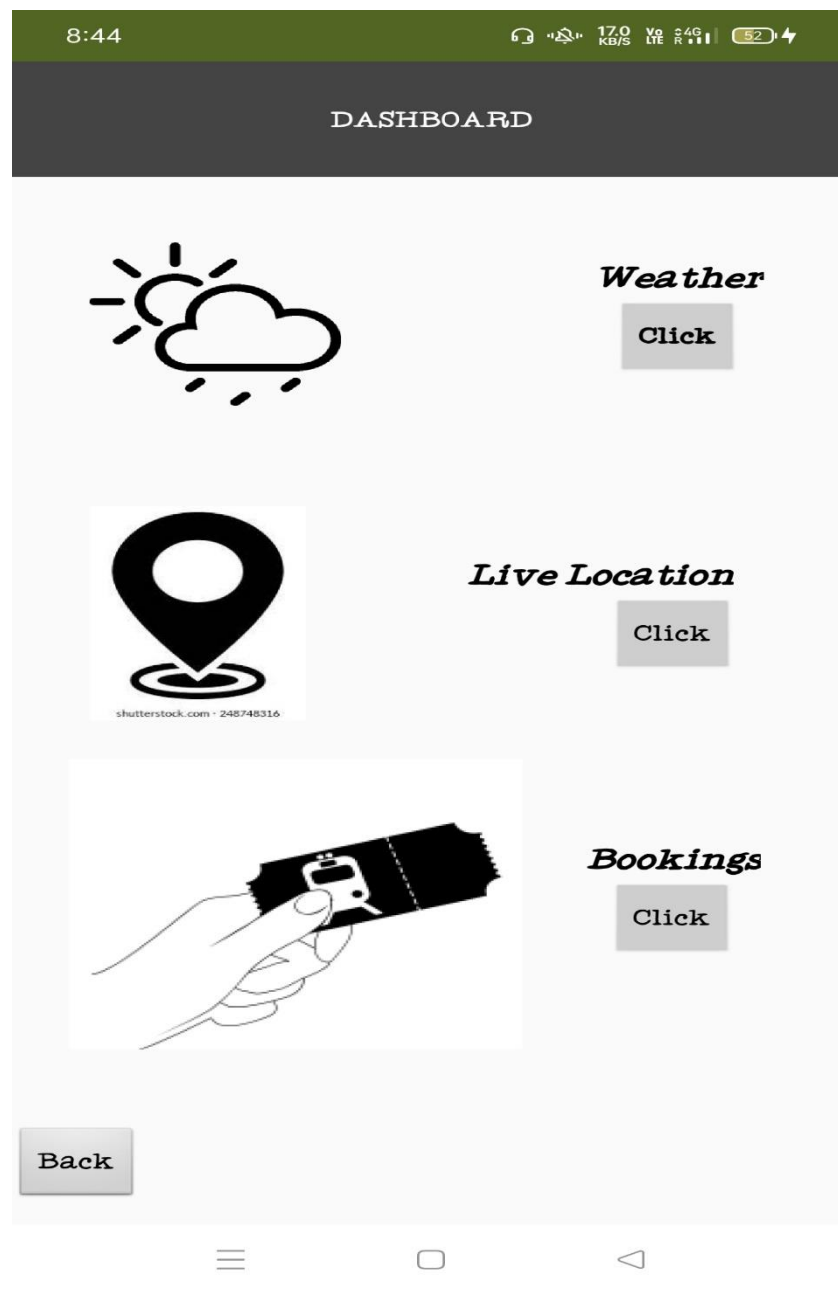 8:44
17.0 KB/S Vo LTE 4G R 52
DASHBOARD
Weather
Click
Live Location
Click
shutterstock.com · 248748316
Bookings
Click
Back